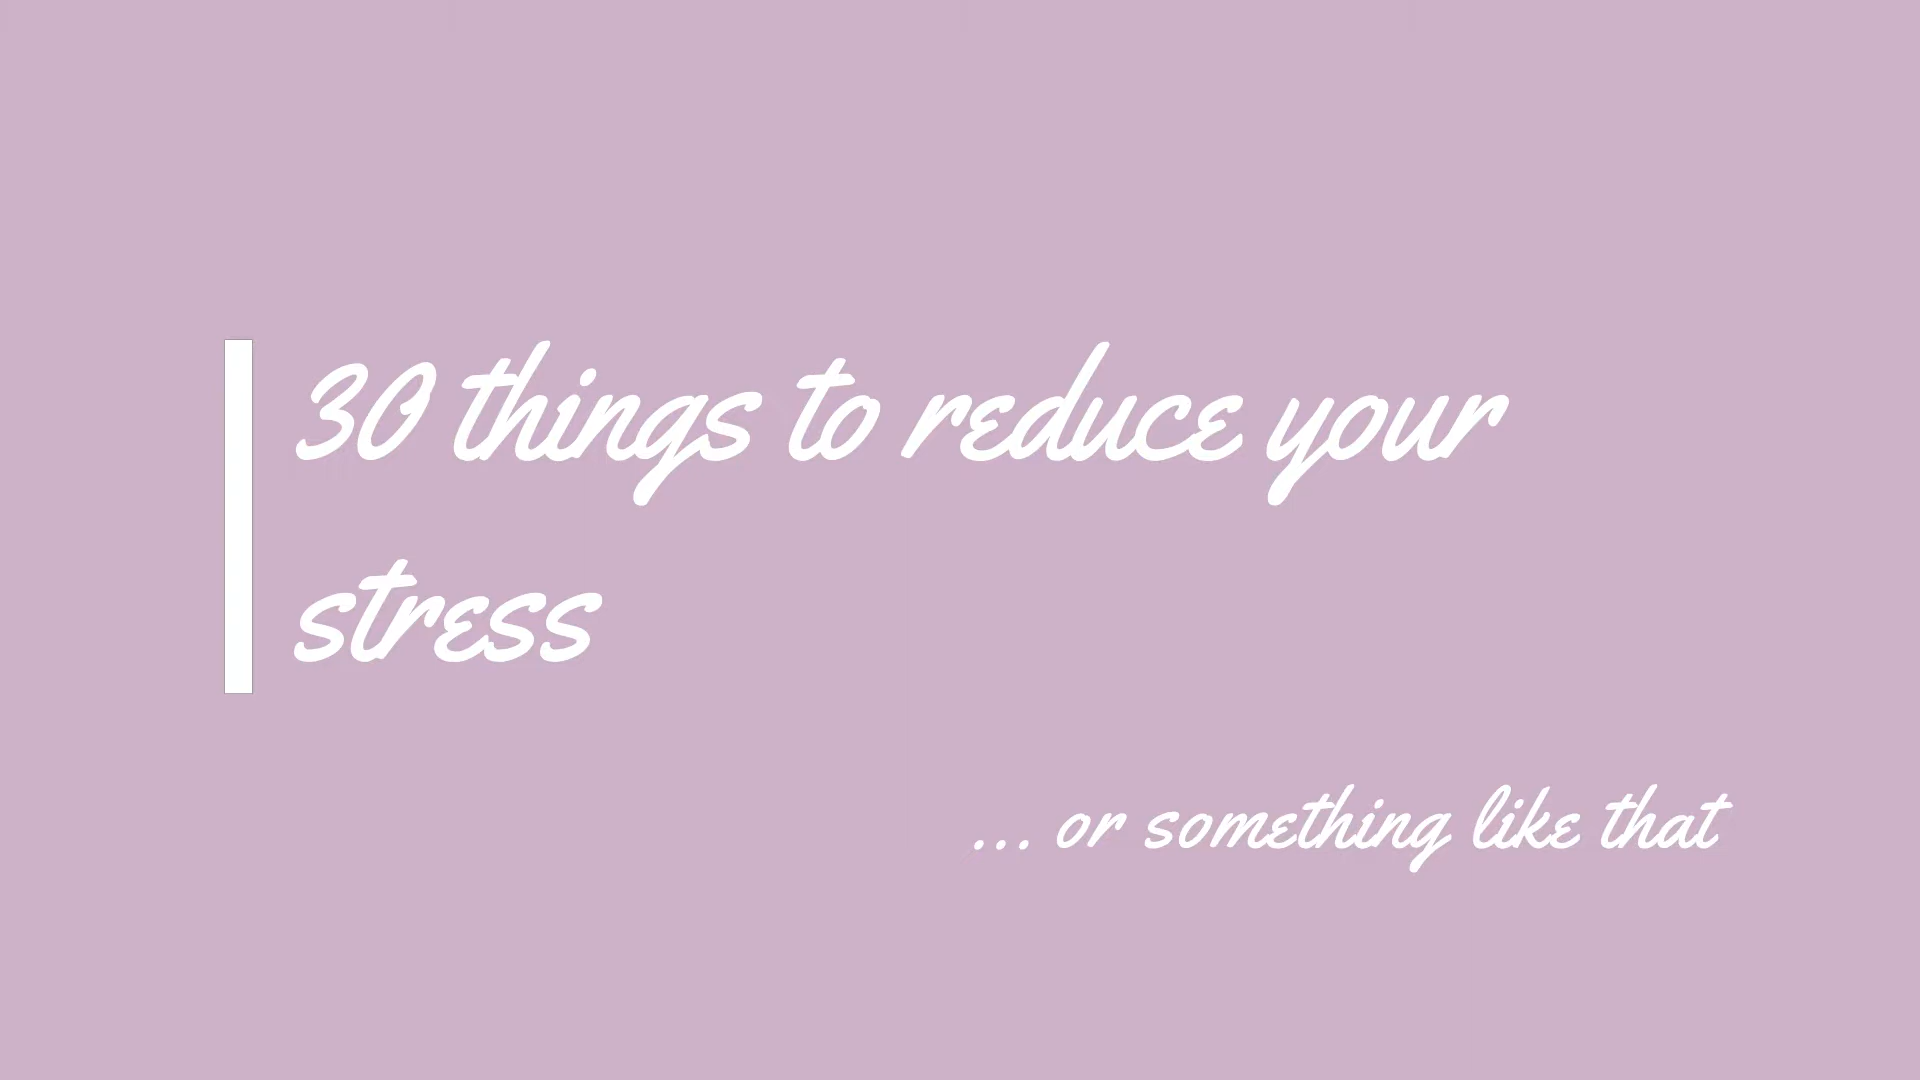 30 things to reduce your
stress
... or something like that